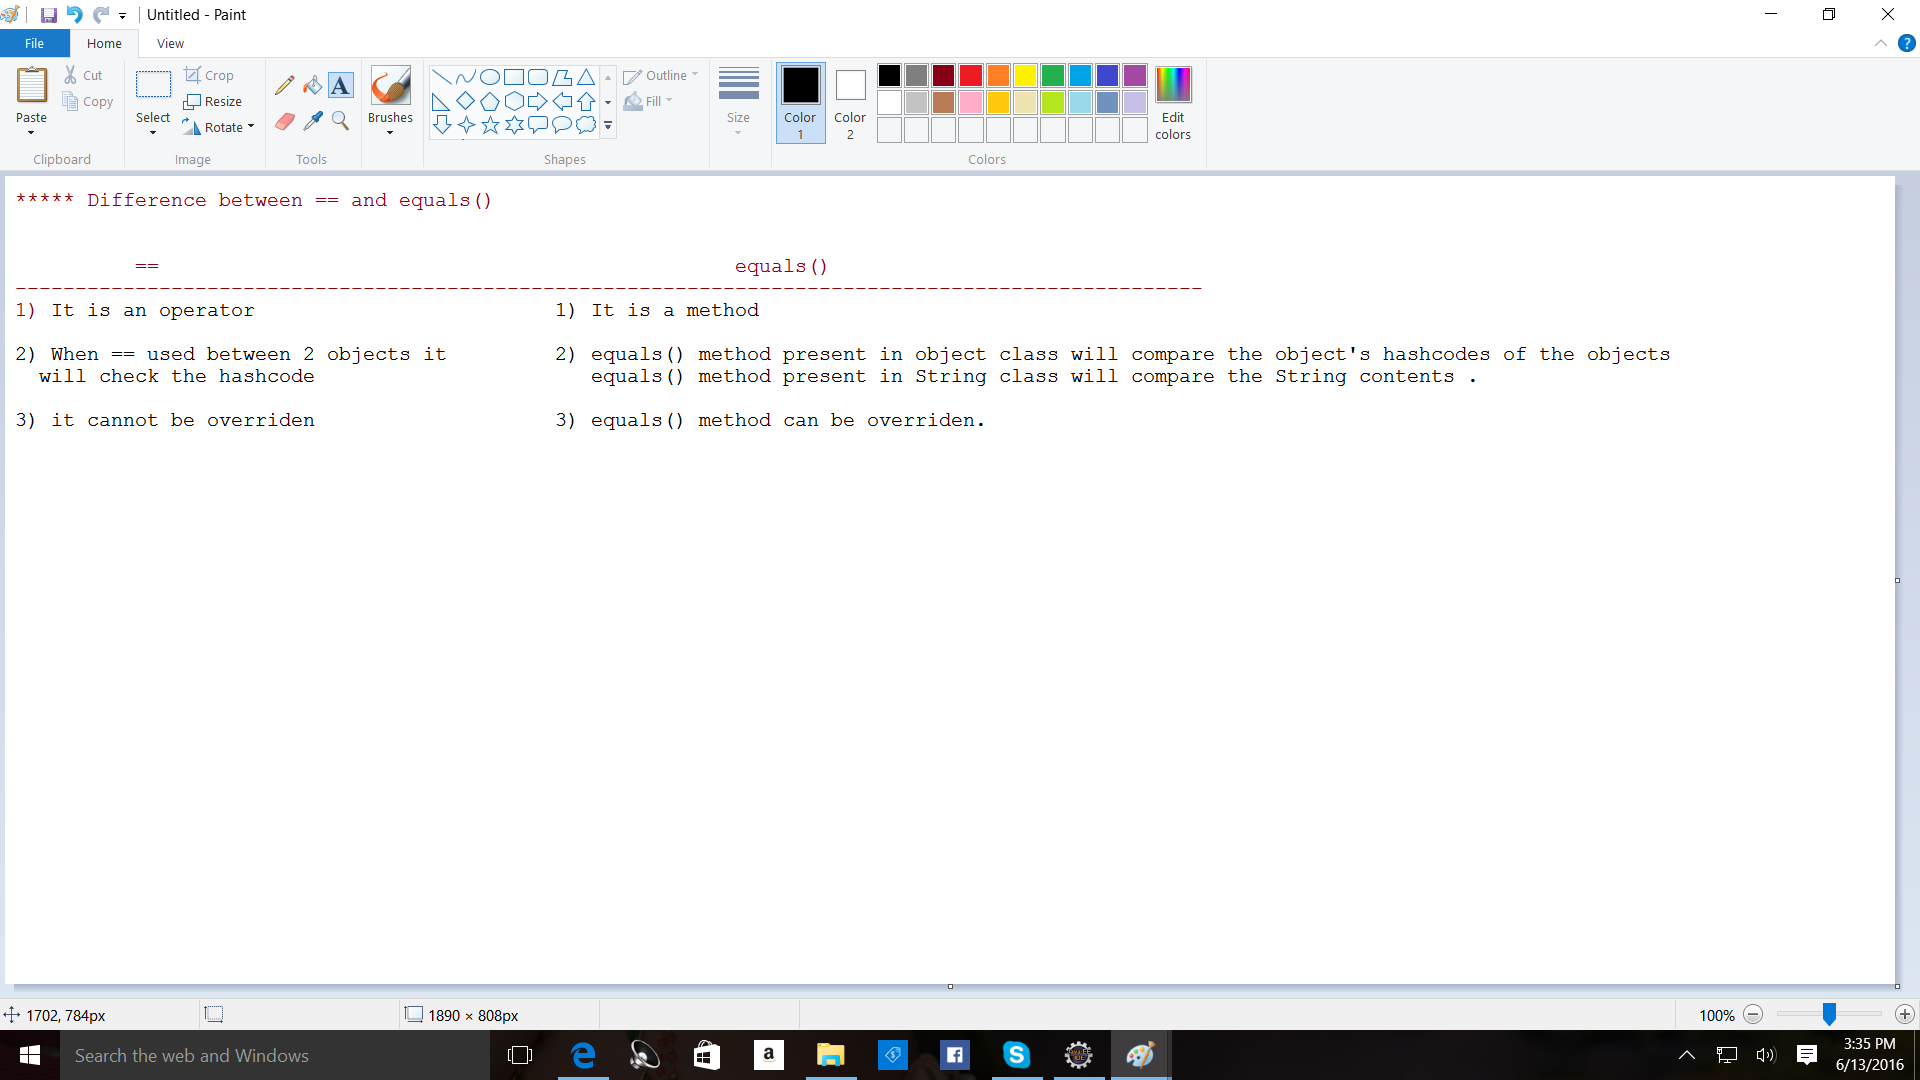 Untitled - Paint
File Home View
Paste Cut Copy Clipboard
Select Crop Resize Rotate Image
Tools
Brushes
Shapes
Outline Fill
Size
Color 1 Color 2 Edit colors Colors
***** Difference between == and equals()
== equals()
---------------------------------------------------------------------------------------------------
1) It is an operator 1) It is a method
2) When == used between 2 objects it 2) equals() method present in object class will compare the object's hashcodes of the objects
will check the hashcode equals() method present in String class will compare the String contents .
3) it cannot be overriden 3) equals() method can be overriden.
1702, 784px 1890 × 808px 100%
Search the web and Windows
3:35 PM
6/13/2016